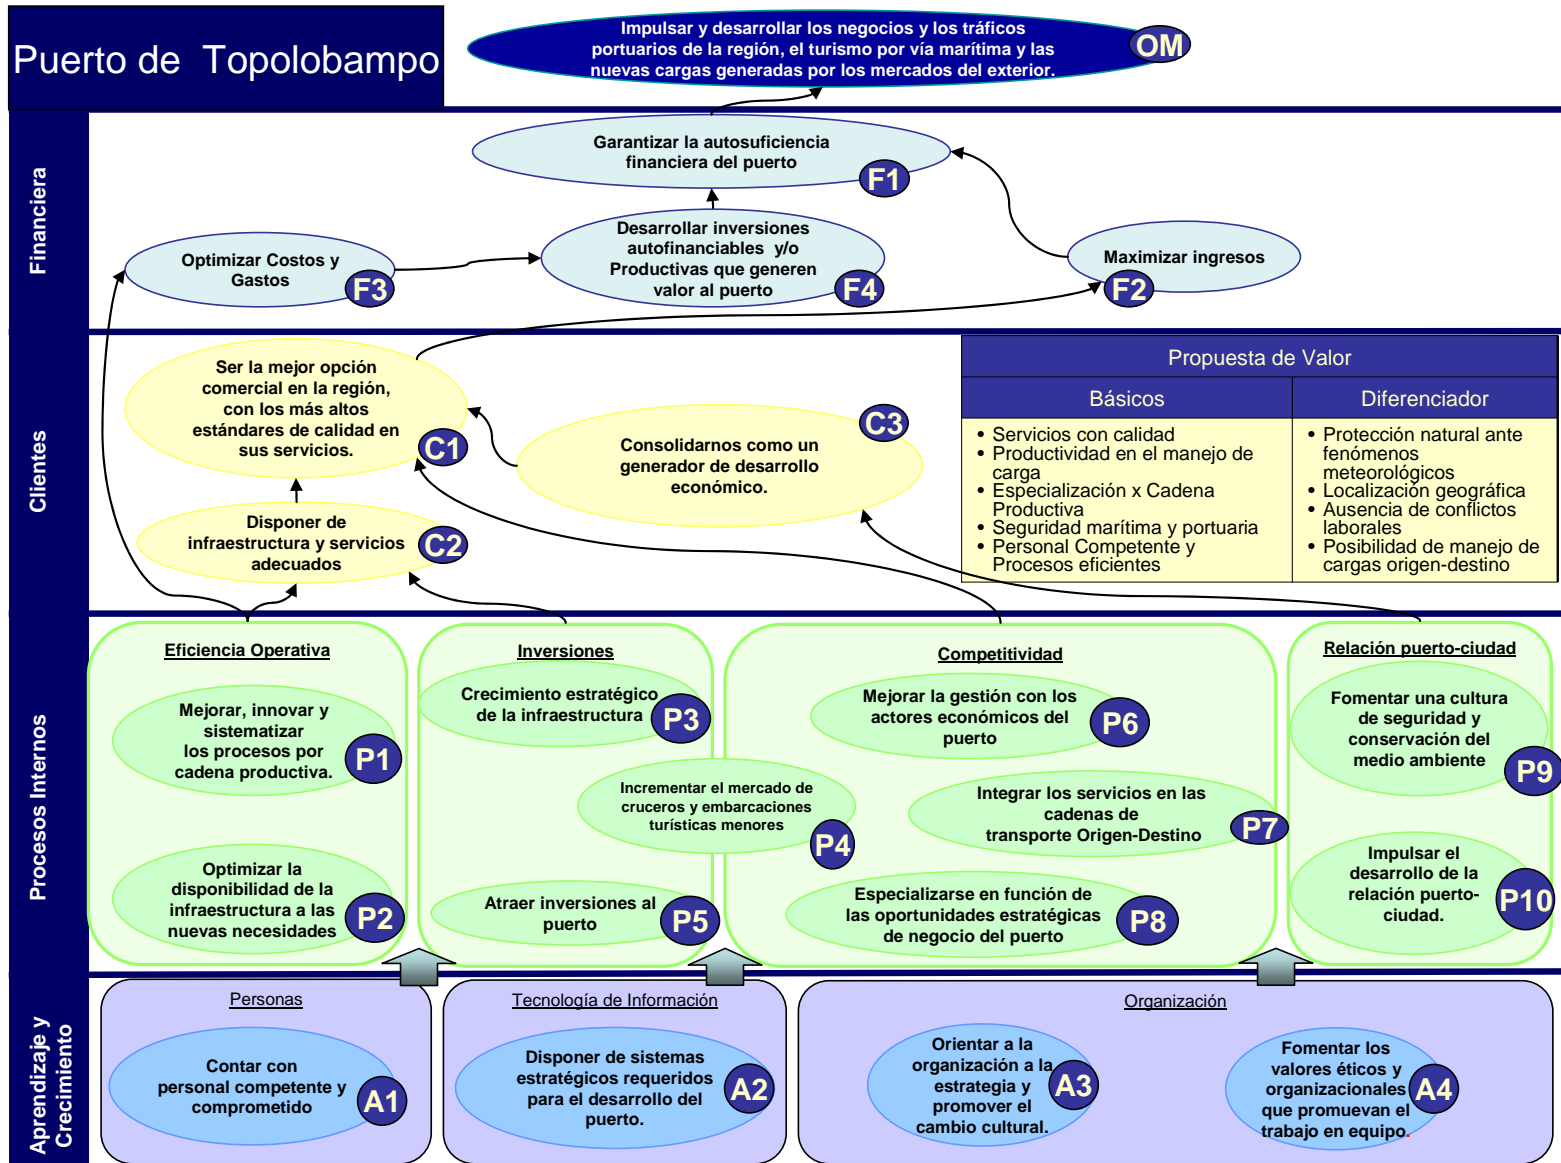 Puerto de Topolobampo
Impulsar y desarrollar los negocios y los tráficos
portuarios de la región, el turismo por vía marítima y las
nuevas cargas generadas por los mercados del exterior.
OM
Financiera
Garantizar la autosuficiencia
financiera del puerto
F1
Optimizar Costos y
Gastos
F3
Desarrollar inversiones
autofinanciables y/o
Productivas que generen
valor al puerto
F4
Maximizar ingresos
F2
Clientes
Ser la mejor opción
comercial en la región,
con los más altos
estándares de calidad en
sus servicios.
C1
Consolidarnos como un
generador de desarrollo
económico.
C3
Disponer de
infraestructura y servicios
adecuados
C2
Propuesta de Valor
Básicos
• Servicios con calidad
• Productividad en el manejo de
carga
• Especialización x Cadena
Productiva
• Seguridad marítima y portuaria
• Personal Competente y
Procesos eficientes
Diferenciador
• Protección natural ante
fenómenos
meteorológicos
• Localización geográfica
• Ausencia de conflictos
laborales
• Posibilidad de manejo de
cargas origen-destino
Procesos Internos
Eficiencia Operativa
Mejorar, innovar y
sistematizar
los procesos por
cadena productiva.
P1
Optimizar la
disponibilidad de la
infraestructura a las
nuevas necesidades
P2
Inversiones
Crecimiento estratégico
de la infraestructura
P3
Incrementar el mercado de
cruceros y embarcaciones
turísticas menores
P4
Atraer inversiones al
puerto
P5
Competitividad
Mejorar la gestión con los
actores económicos del
puerto
P6
Integrar los servicios en las
cadenas de
transporte Origen-Destino
P7
Especializarse en función de
las oportunidades estratégicas
de negocio del puerto
P8
Relación puerto-ciudad
Fomentar una cultura
de seguridad y
conservación del
medio ambiente
P9
Impulsar el
desarrollo de la
relación puerto-
ciudad.
P10
Aprendizaje y
Crecimiento
Personas
Contar con
personal competente y
comprometido
A1
Tecnología de Información
Disponer de sistemas
estratégicos requeridos
para el desarrollo del
puerto.
A2
Organización
Orientar a la
organización a la
estrategia y
promover el
cambio cultural.
A3
Fomentar los
valores éticos y
organizacionales
que promuevan el
trabajo en equipo.
A4